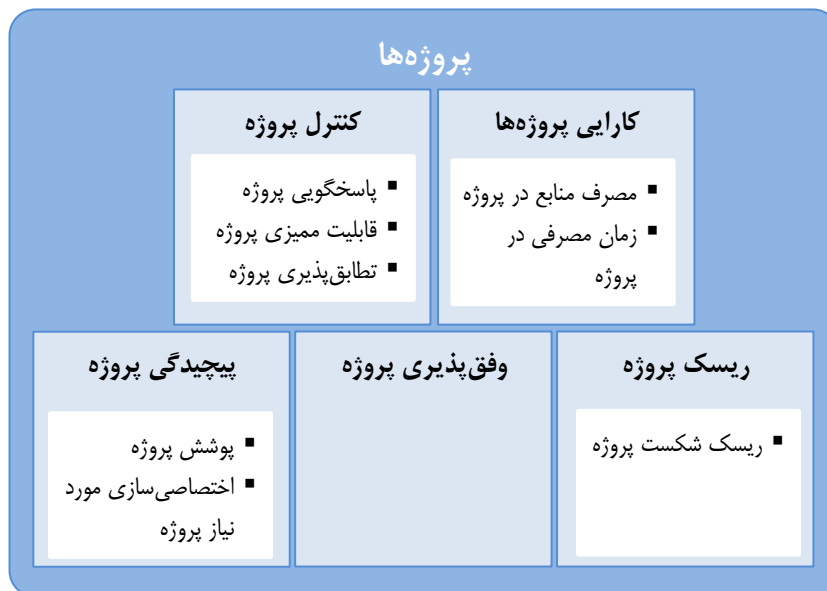 پروژه‌ها
کارایی پروژه‌ها
▪ مصرف منابع در پروژه
▪ زمان مصرفی در
پروژه
کنترل پروژه
▪ پاسخگویی پروژه
▪ قابلیت ممیزی پروژه
▪ تطابق‌پذیری پروژه
ریسک پروژه
▪ ریسک شکست پروژه
وفق‌پذیری پروژه
پیچیدگی پروژه
▪ پوشش پروژه
▪ اختصاصی‌سازی مورد
نیاز پروژه